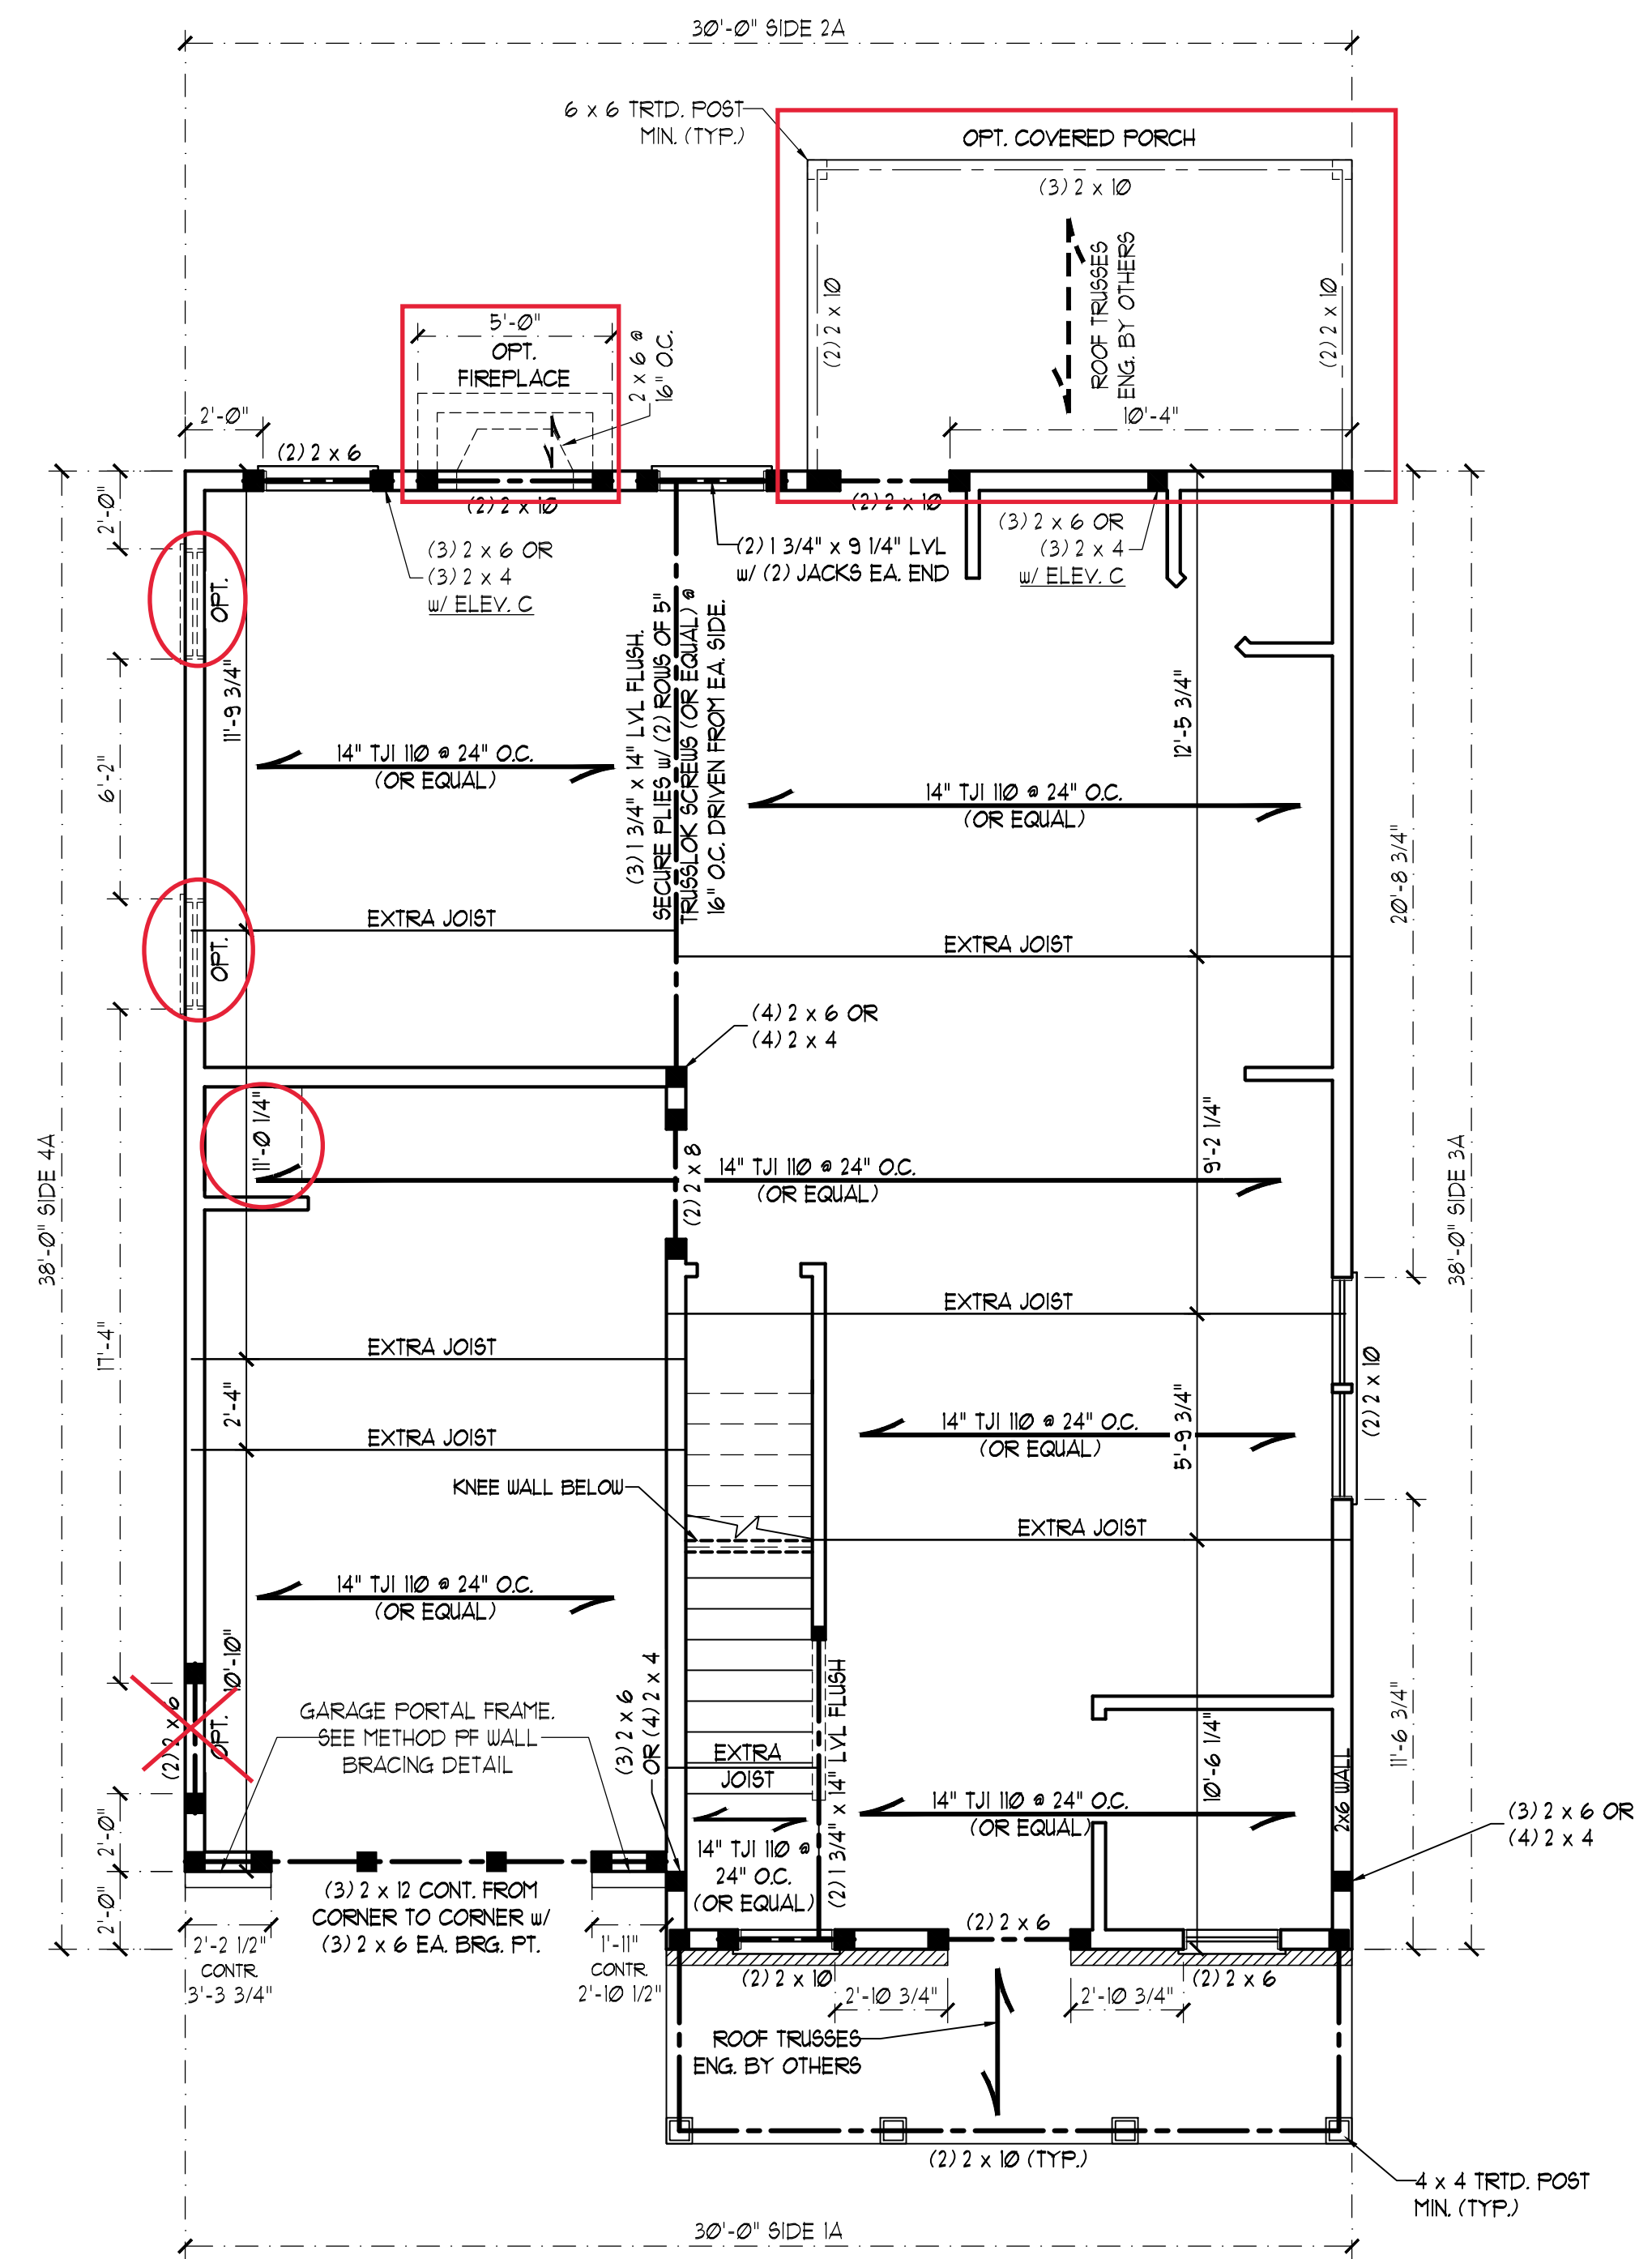 30'-0" SIDE 2A
6 x 6 TRTD. POST
MIN. (TYP.)
OPT. COVERED PORCH
(3) 2 x 10
(2) 2 x 10
ROOF TRUSSES
ENG. BY OTHERS
(2) 2 x 10
10'-4"
5'-0"
OPT.
FIREPLACE
2 x 6 @
16" O.C.
2'-0"
(2) 2 x 6
(2) 2 x 10
(2) 2 x 10
2'-0"
OPT.
(3) 2 x 6 OR
(3) 2 x 4
w/ ELEV. C
(2) 1 3/4" x 9 1/4" LVL
w/ (2) JACKS EA. END
(3) 2 x 6 OR
(3) 2 x 4
w/ ELEV. C
11'-9 3/4"
(3) 1 3/4" x 14" LVL FLUSH.
SECURE PLIES w/ (2) ROWS OF 5"
TRUSSLOK SCREWS (OR EQUAL) @
16" O.C. DRIVEN FROM EA. SIDE.
12'-5 3/4"
6'-2"
14" TJI 110 @ 24" O.C.
(OR EQUAL)
14" TJI 110 @ 24" O.C.
(OR EQUAL)
20'-8 3/4"
EXTRA JOIST
OPT.
EXTRA JOIST
(4) 2 x 6 OR
(4) 2 x 4
11'-0 1/4"
9'-2 1/4"
38'-0" SIDE 4A
38'-0" SIDE 3A
(2) 2 x 8
14" TJI 110 @ 24" O.C.
(OR EQUAL)
17'-4"
EXTRA JOIST
EXTRA JOIST
2'-4"
5'-9 3/4"
(2) 2 x 10
14" TJI 110 @ 24" O.C.
(OR EQUAL)
EXTRA JOIST
KNEE WALL BELOW
EXTRA JOIST
14" TJI 110 @ 24" O.C.
(OR EQUAL)
10'-10"
(2) 2 x 6
OPT.
GARAGE PORTAL FRAME.
SEE METHOD PF WALL
BRACING DETAIL
(3) 2 x 6
OR (4) 2 x 4
EXTRA
JOIST
(2) 1 3/4" x 14" LVL FLUSH
10'-6 1/4"
11'-6 3/4"
2x6 WALL
14" TJI 110 @ 24" O.C.
(OR EQUAL)
(3) 2 x 6 OR
(4) 2 x 4
2'-0"
2'-0"
14" TJI 110 @
24" O.C.
(OR EQUAL)
(3) 2 x 12 CONT. FROM
CORNER TO CORNER w/
(3) 2 x 6 EA. BRG. PT.
2'-2 1/2"
CONTR.
3'-3 3/4"
1'-11"
CONTR.
2'-10 1/2"
(2) 2 x 6
(2) 2 x 10
(2) 2 x 6
2'-10 3/4"
2'-10 3/4"
ROOF TRUSSES
ENG. BY OTHERS
(2) 2 x 10 (TYP.)
4 x 4 TRTD. POST
MIN. (TYP.)
30'-0" SIDE 1A